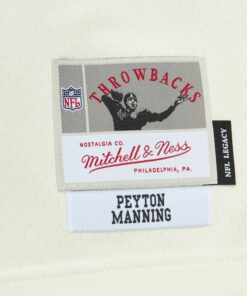 THROWBACKS
NFL
NOSTALGIA CO.
Mitchell & Ness
PHILADELPHIA, PA.
NFL LEGACY
PEYTON
MANNING